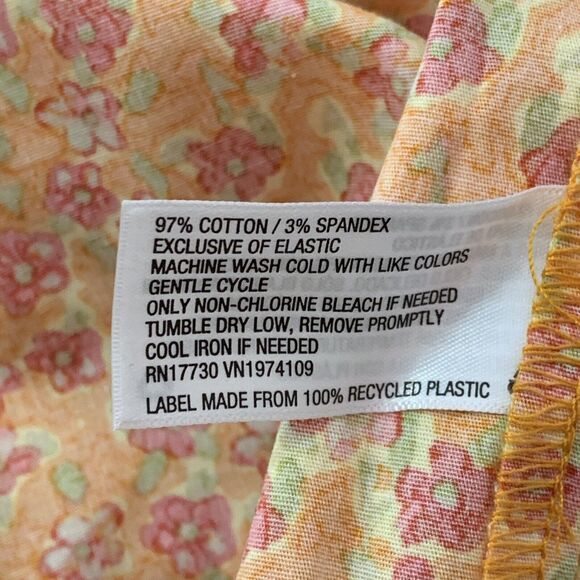 97% COTTON / 3% SPANDEX
EXCLUSIVE OF ELASTIC
MACHINE WASH COLD WITH LIKE COLORS
GENTLE CYCLE
ONLY NON-CHLORINE BLEACH IF NEEDED
TUMBLE DRY LOW, REMOVE PROMPTLY
COOL IRON IF NEEDED
RN17730 VN1974109
LABEL MADE FROM 100% RECYCLED PLASTIC